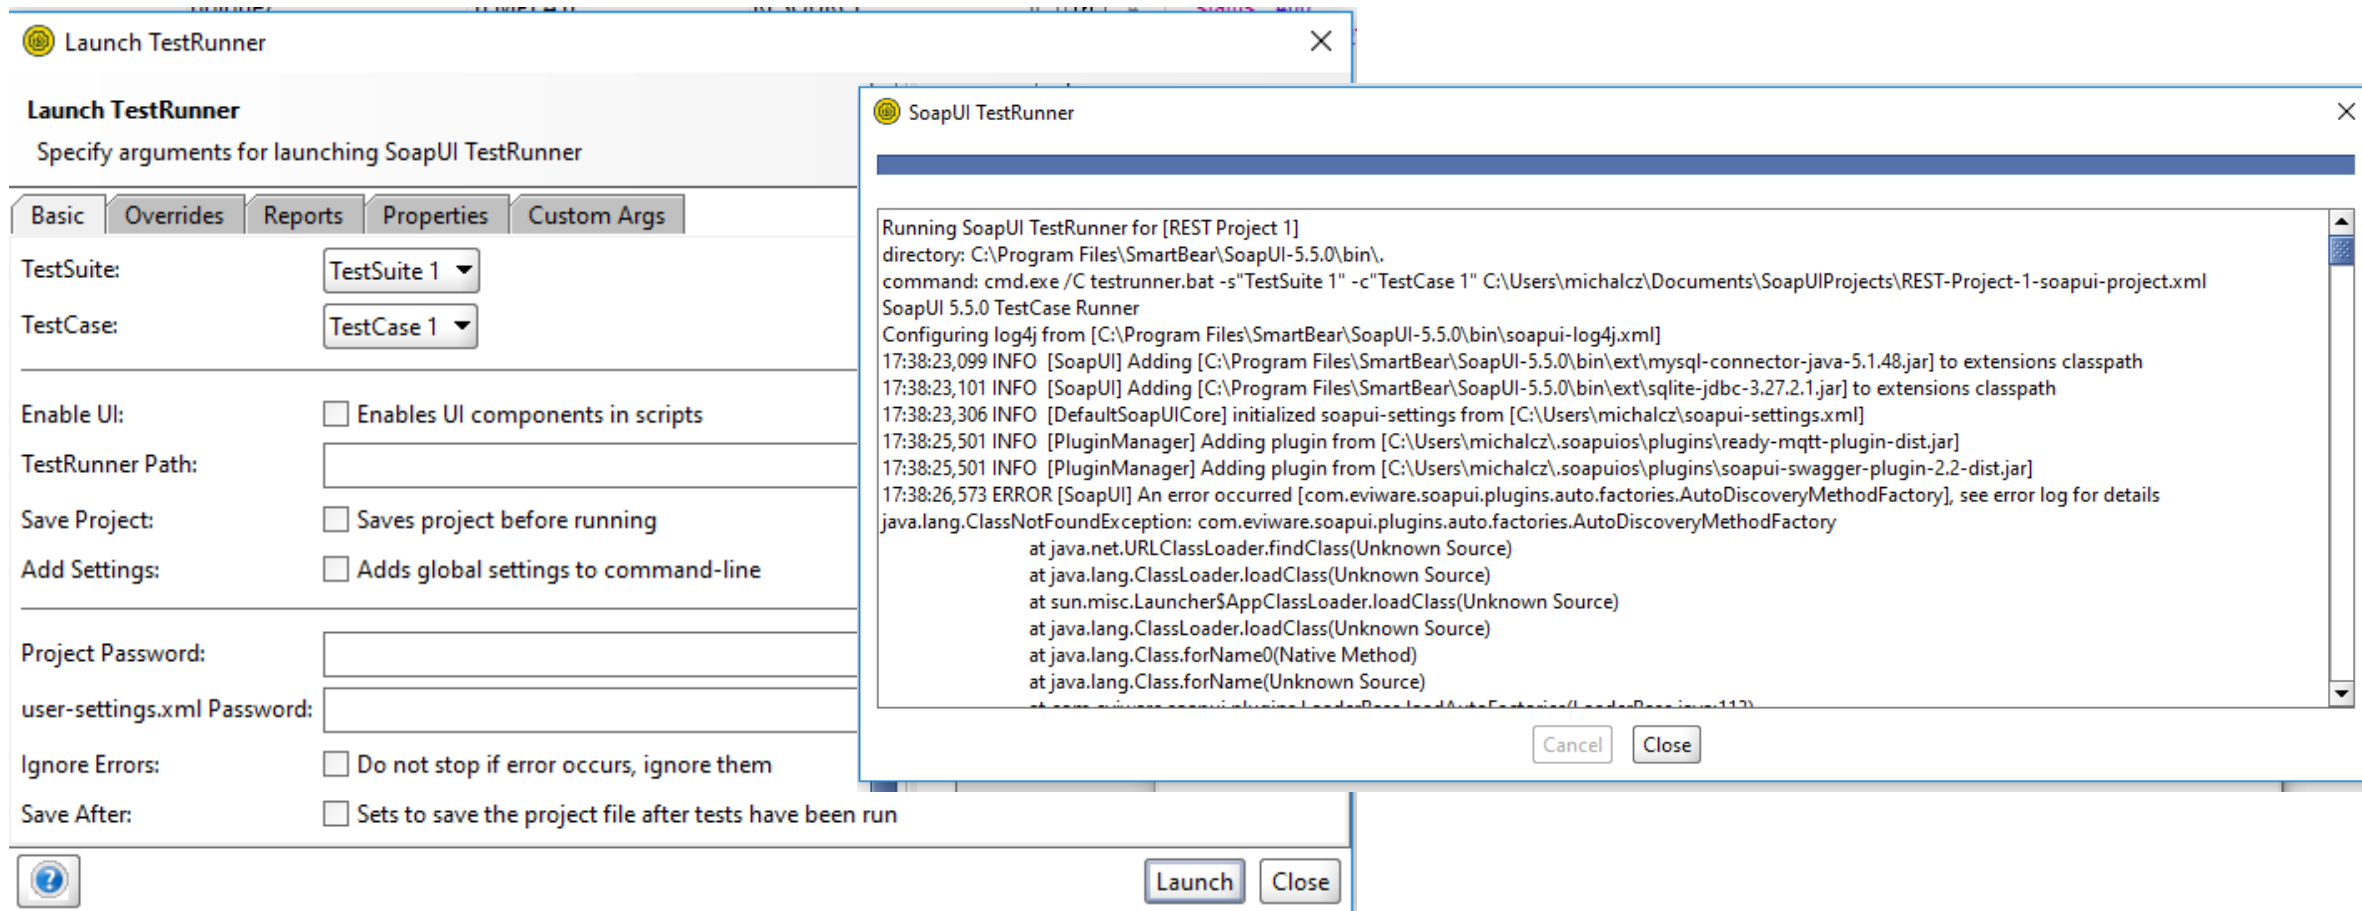 Launch TestRunner
Launch TestRunner
Specify arguments for launching SoapUI TestRunner
Basic Overrides Reports Properties Custom Args
TestSuite: TestSuite 1
TestCase: TestCase 1
Enable UI: Enables UI components in scripts
TestRunner Path:
Save Project: Saves project before running
Add Settings: Adds global settings to command-line
Project Password:
user-settings.xml Password:
Ignore Errors: Do not stop if error occurs, ignore them
Save After: Sets to save the project file after tests have been run
Launch Close
SoapUI TestRunner
Running SoapUI TestRunner for [REST Project 1]
directory: C:\Program Files\SmartBear\SoapUI-5.5.0\bin\.
command: cmd.exe /C testrunner.bat -s"TestSuite 1" -c"TestCase 1" C:\Users\michalcz\Documents\SoapUIProjects\REST-Project-1-soapui-project.xml
SoapUI 5.5.0 TestCase Runner
Configuring log4j from [C:\Program Files\SmartBear\SoapUI-5.5.0\bin\soapui-log4j.xml]
17:38:23,099 INFO  [SoapUI] Adding [C:\Program Files\SmartBear\SoapUI-5.5.0\bin\ext\mysql-connector-java-5.1.48.jar] to extensions classpath
17:38:23,101 INFO  [SoapUI] Adding [C:\Program Files\SmartBear\SoapUI-5.5.0\bin\ext\sqlite-jdbc-3.27.2.1.jar] to extensions classpath
17:38:23,306 INFO  [DefaultSoapUICore] initialized soapui-settings from [C:\Users\michalcz\soapui-settings.xml]
17:38:25,501 INFO  [PluginManager] Adding plugin from [C:\Users\michalcz\.soapuios\plugins\ready-mqtt-plugin-dist.jar]
17:38:25,501 INFO  [PluginManager] Adding plugin from [C:\Users\michalcz\.soapuios\plugins\soapui-swagger-plugin-2.2-dist.jar]
17:38:26,573 ERROR [SoapUI] An error occurred [com.eviware.soapui.plugins.auto.factories.AutoDiscoveryMethodFactory], see error log for details
java.lang.ClassNotFoundException: com.eviware.soapui.plugins.auto.factories.AutoDiscoveryMethodFactory
at java.net.URLClassLoader.findClass(Unknown Source)
at java.lang.ClassLoader.loadClass(Unknown Source)
at sun.misc.Launcher$AppClassLoader.loadClass(Unknown Source)
at java.lang.ClassLoader.loadClass(Unknown Source)
at java.lang.Class.forName0(Native Method)
at java.lang.Class.forName(Unknown Source)
at com.eviware.soapui.plugins.LoaderBase.loadAutoFactories(LoaderBase.java:112)
Cancel Close